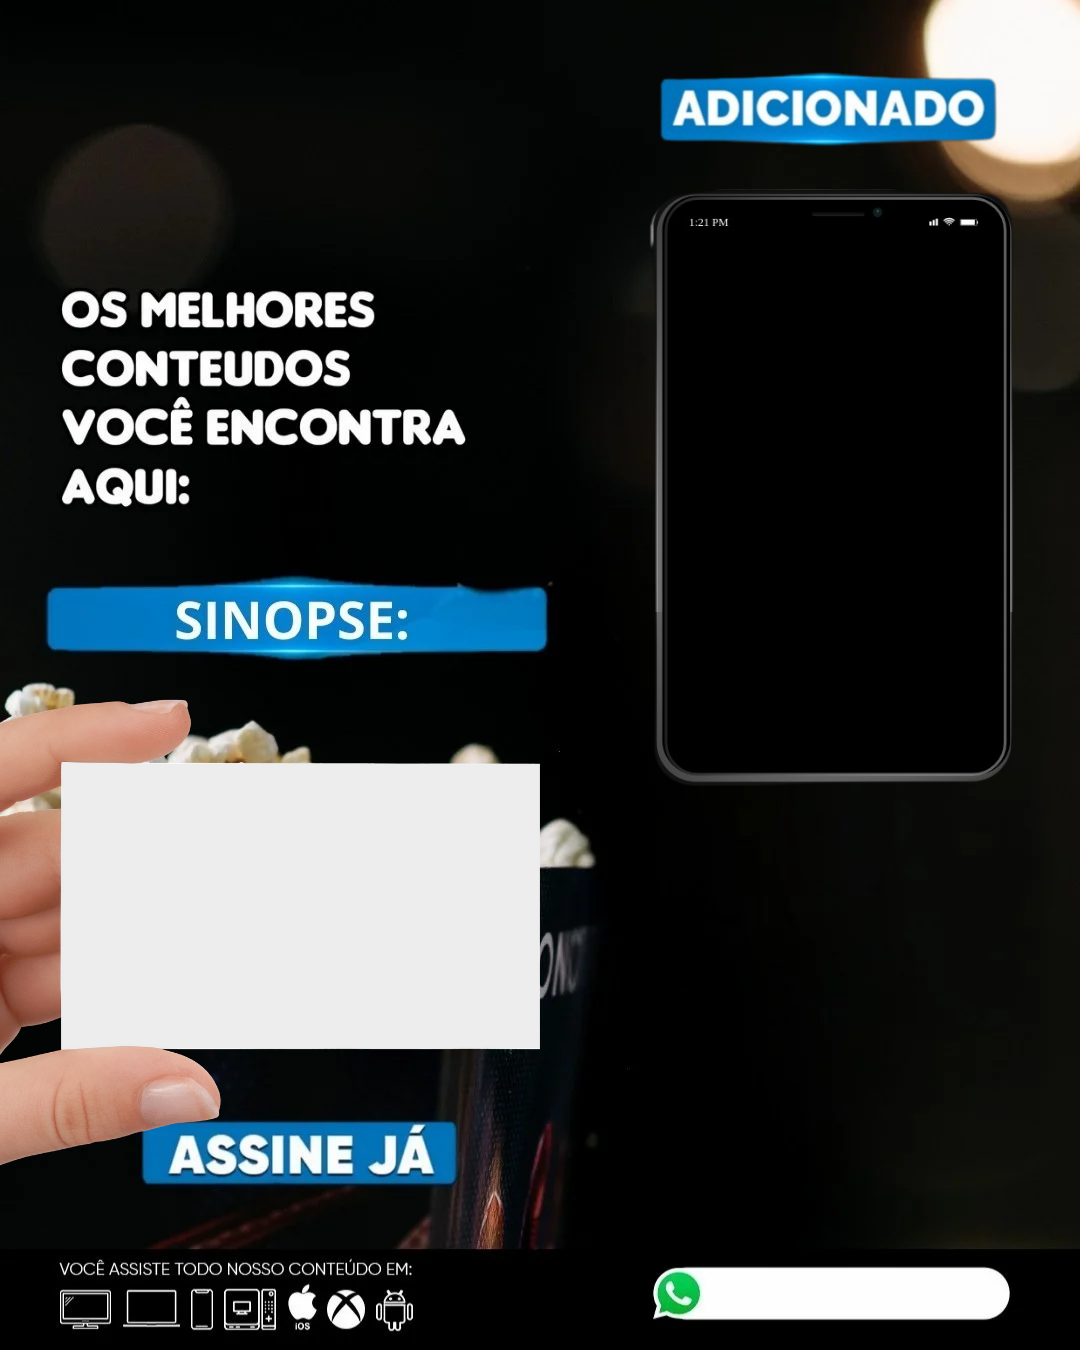 ADICIONADO
1:21 PM
OS MELHORES
CONTEUDOS
VOCÊ ENCONTRA
AQUI:
SINOPSE:
ASSINE JÁ
VOCÊ ASSISTE TODO NOSSO CONTEÚDO EM:
iOS